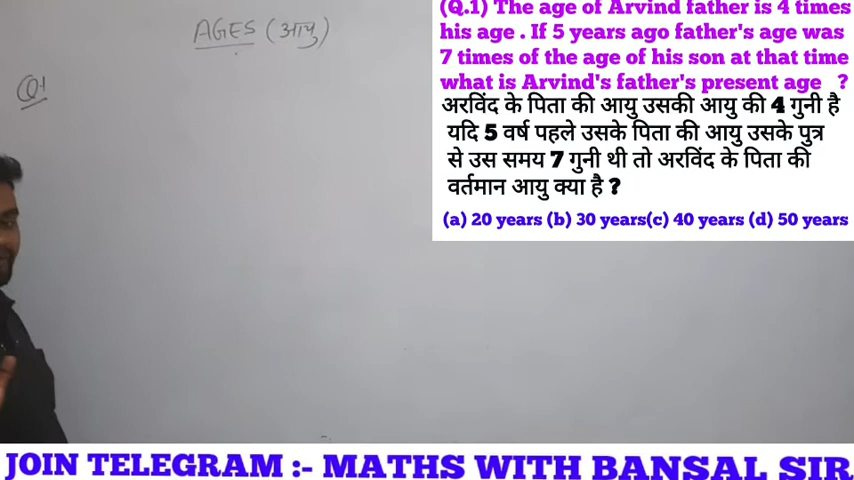 AGES (आयु)
Q1
(Q.1) The age of Arvind father is 4 times
his age . If 5 years ago father's age was
7 times of the age of his son at that time
what is Arvind's father's present age ?
अरविंद के पिता की आयु उसकी आयु की 4 गुनी है
यदि 5 वर्ष पहले उसके पिता की आयु उसके पुत्र
से उस समय 7 गुनी थी तो अरविंद के पिता की
वर्तमान आयु क्या है ?
(a) 20 years (b) 30 years(c) 40 years (d) 50 years
JOIN TELEGRAM :- MATHS WITH BANSAL SIR